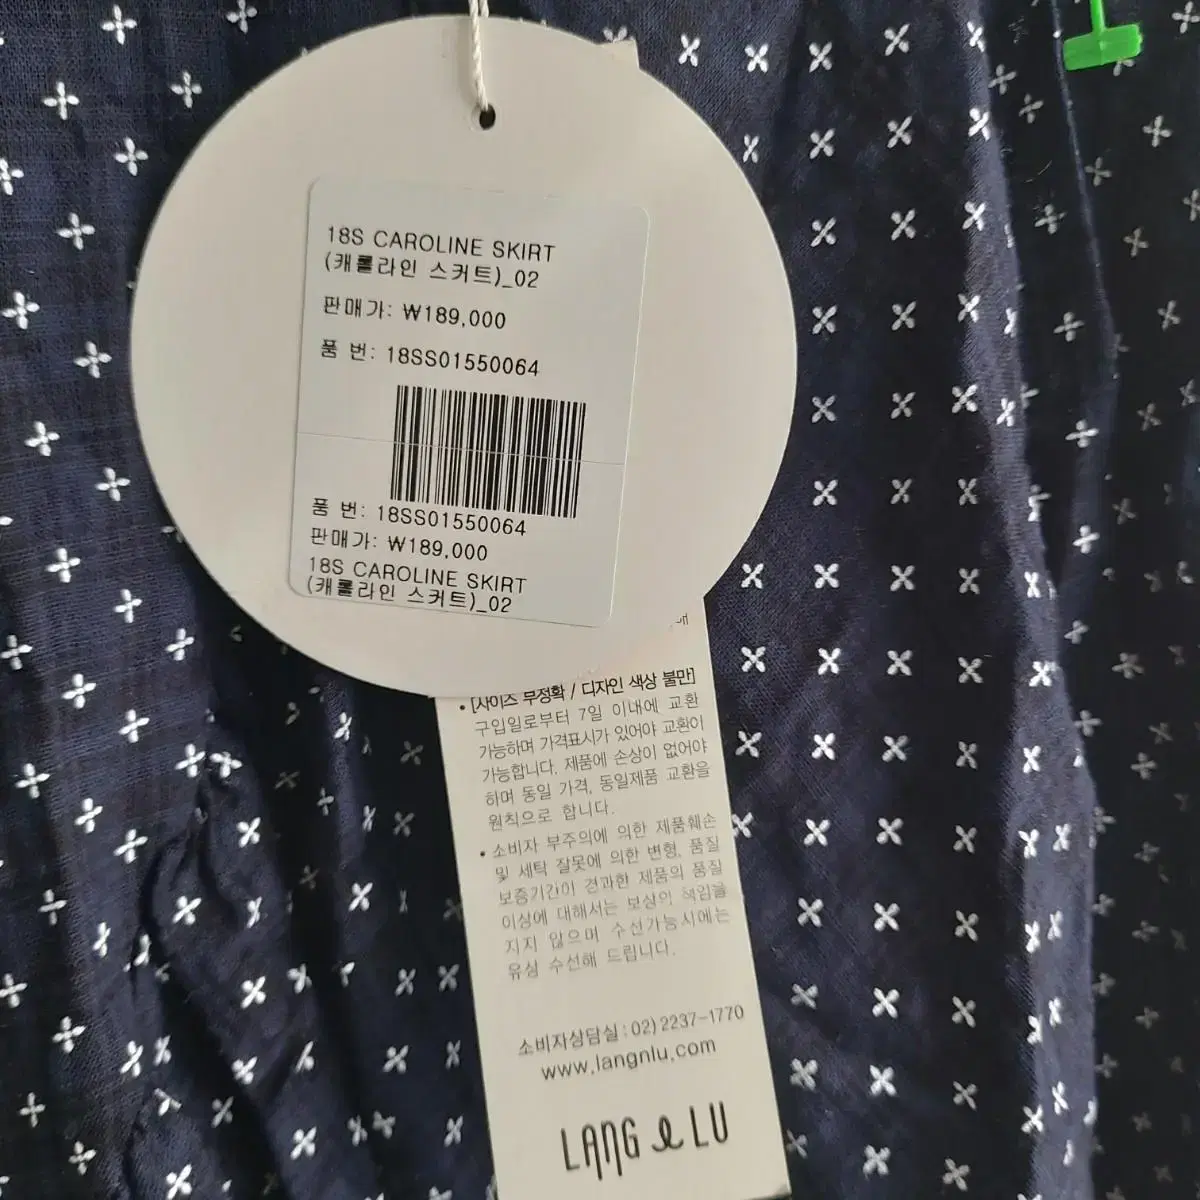 18S CAROLINE SKIRT
(캐롤라인 스커트)_02
판매가: ₩189,000
품 번: 18SS01550064
품 번: 18SS01550064
판매가: ₩189,000
18S CAROLINE SKIRT
(캐롤라인 스커트)_02
• [사이즈 부정확 / 디자인 색상 불만]
구입일로부터 7일 이내에 교환
가능하며 가격표시가 있어야 교환이
가능합니다. 제품에 손상이 없어야
하며 동일 가격, 동일제품 교환을
원칙으로 합니다.
• 소비자 부주의에 의한 제품훼손
및 세탁 잘못에 의한 변형, 품질
보증기간이 경과한 제품의 품질
이상에 대해서는 보상의 책임을
지지 않으며 수선가능시에는
유상 수선해 드립니다.
소비자상담실 : 02) 2237-1770
www.langnlu.com
LANG & LU